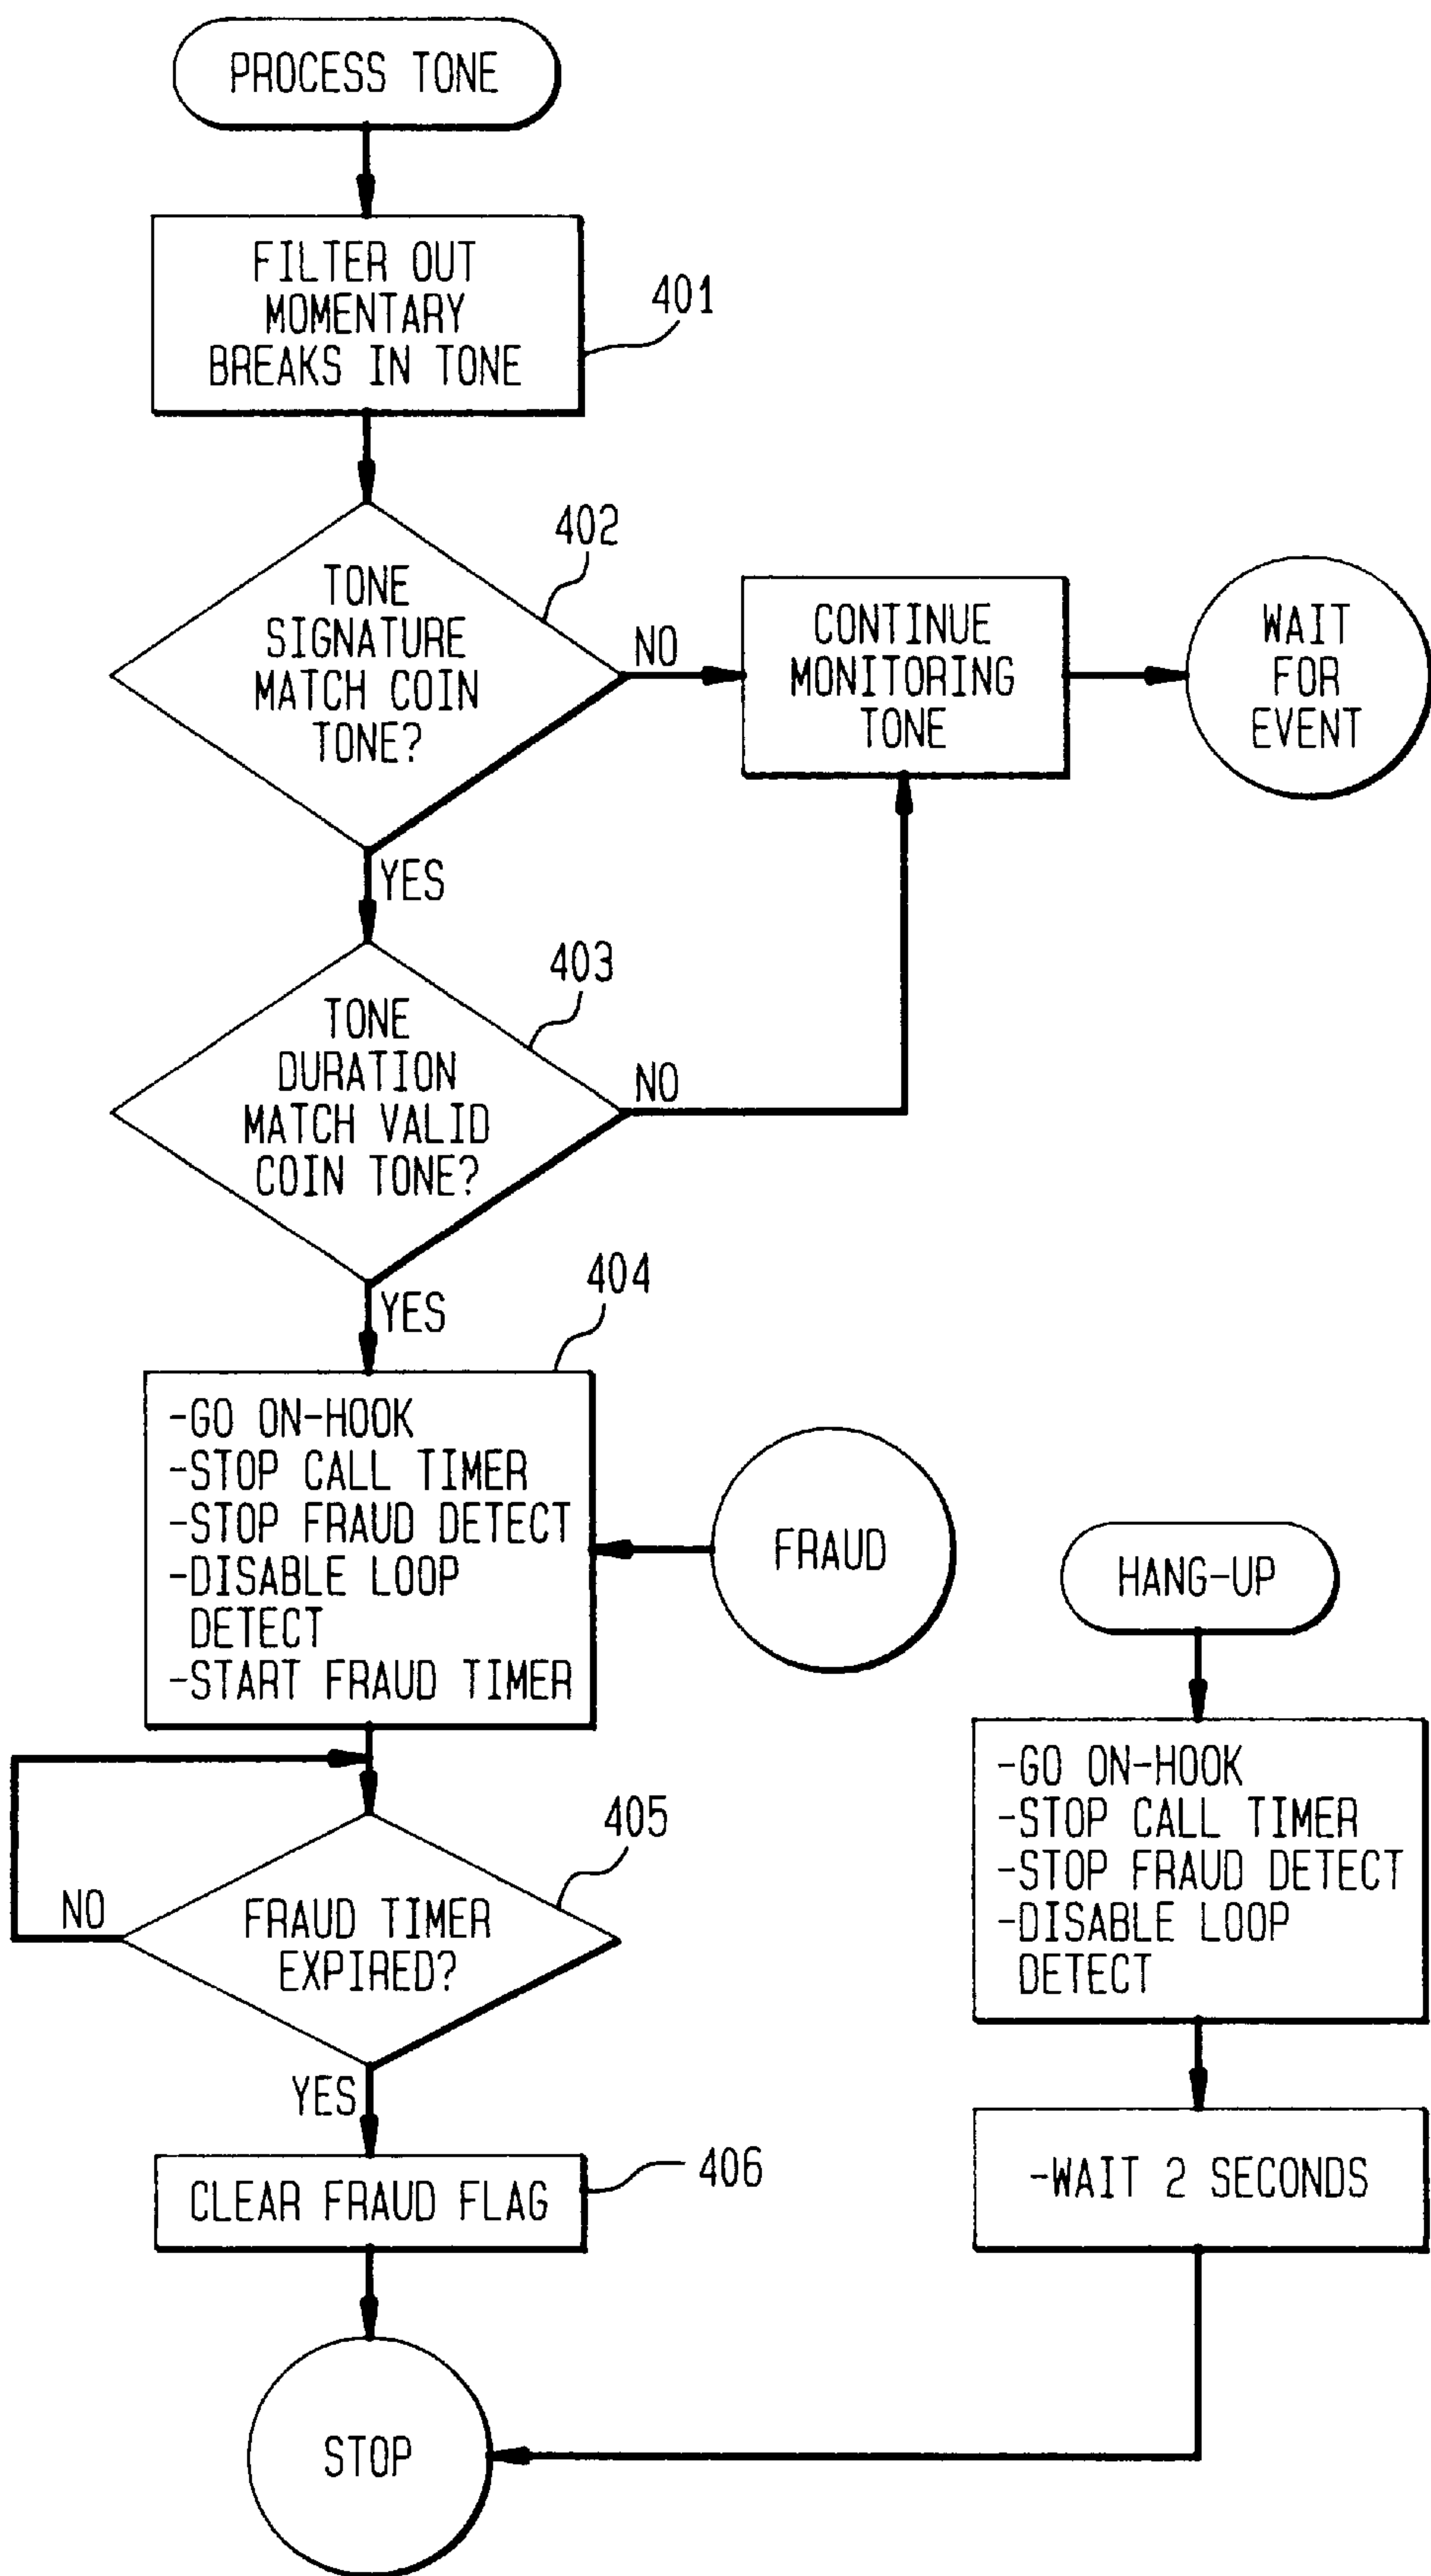 PROCESS TONE
FILTER OUT
MOMENTARY
BREAKS IN TONE
401
402
TONE
SIGNATURE
MATCH COIN
TONE?
NO
YES
CONTINUE
MONITORING
TONE
WAIT
FOR
EVENT
403
TONE
DURATION
MATCH VALID
COIN TONE?
NO
YES
404
-GO ON-HOOK
-STOP CALL TIMER
-STOP FRAUD DETECT
-DISABLE LOOP
DETECT
-START FRAUD TIMER
FRAUD
405
FRAUD TIMER
EXPIRED?
NO
YES
CLEAR FRAUD FLAG
406
STOP
HANG-UP
-GO ON-HOOK
-STOP CALL TIMER
-STOP FRAUD DETECT
-DISABLE LOOP
DETECT
-WAIT 2 SECONDS